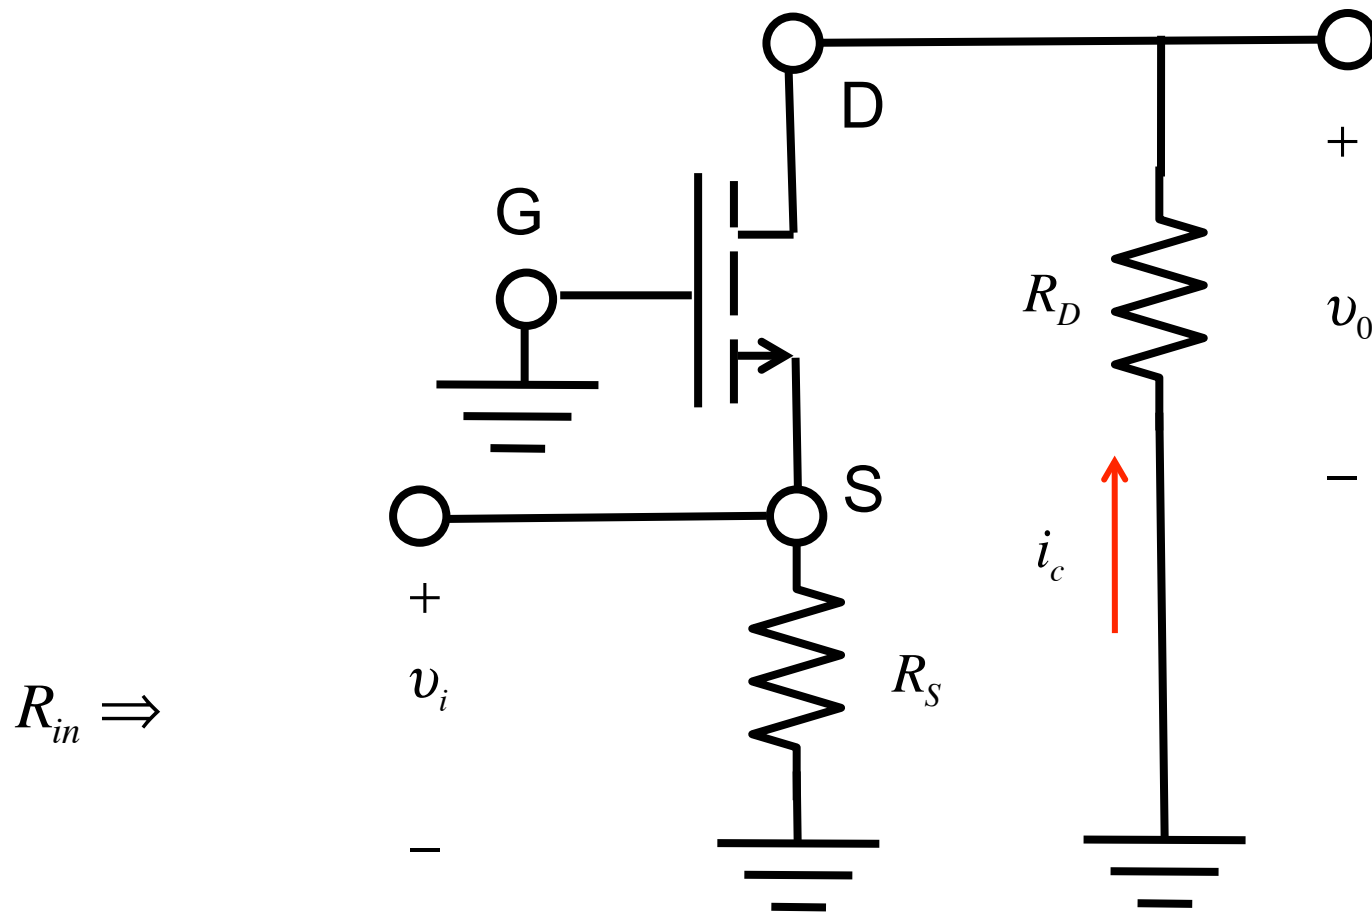 D
G
+
R_D
υ_0
−
S
i_c
+
υ_i
R_S
R_in ⇒
−